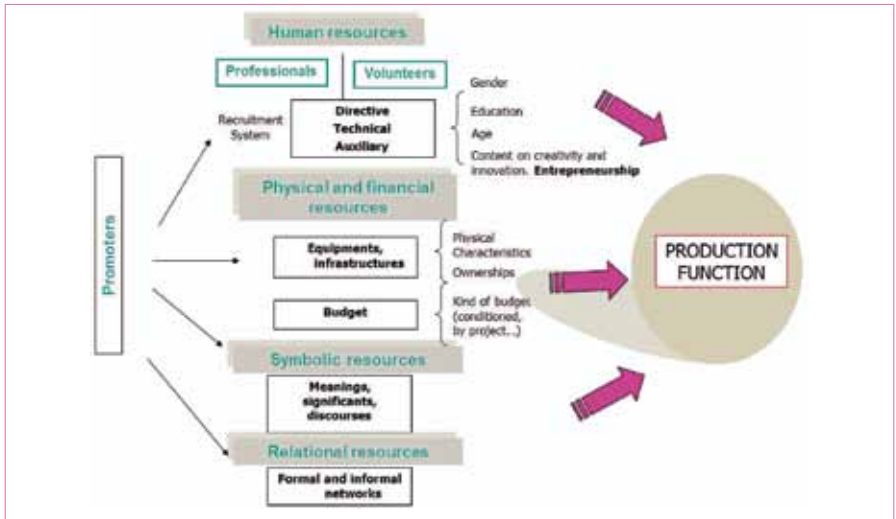 Human resources
Professionals
Volunteers
Recruitment
System
Directive
Technical
Auxiliary
Gender
Education
Age
Content on creativity and
innovation. Entrepreneurship
Promoters
Physical and financial
resources
Equipments,
infrastructures
Physical
Characteristics
Ownerships
Budget
Kind of budget
(conditioned,
by project...)
Symbolic resources
Meanings,
significants,
discourses
Relational resources
Formal and informal
networks
PRODUCTION
FUNCTION